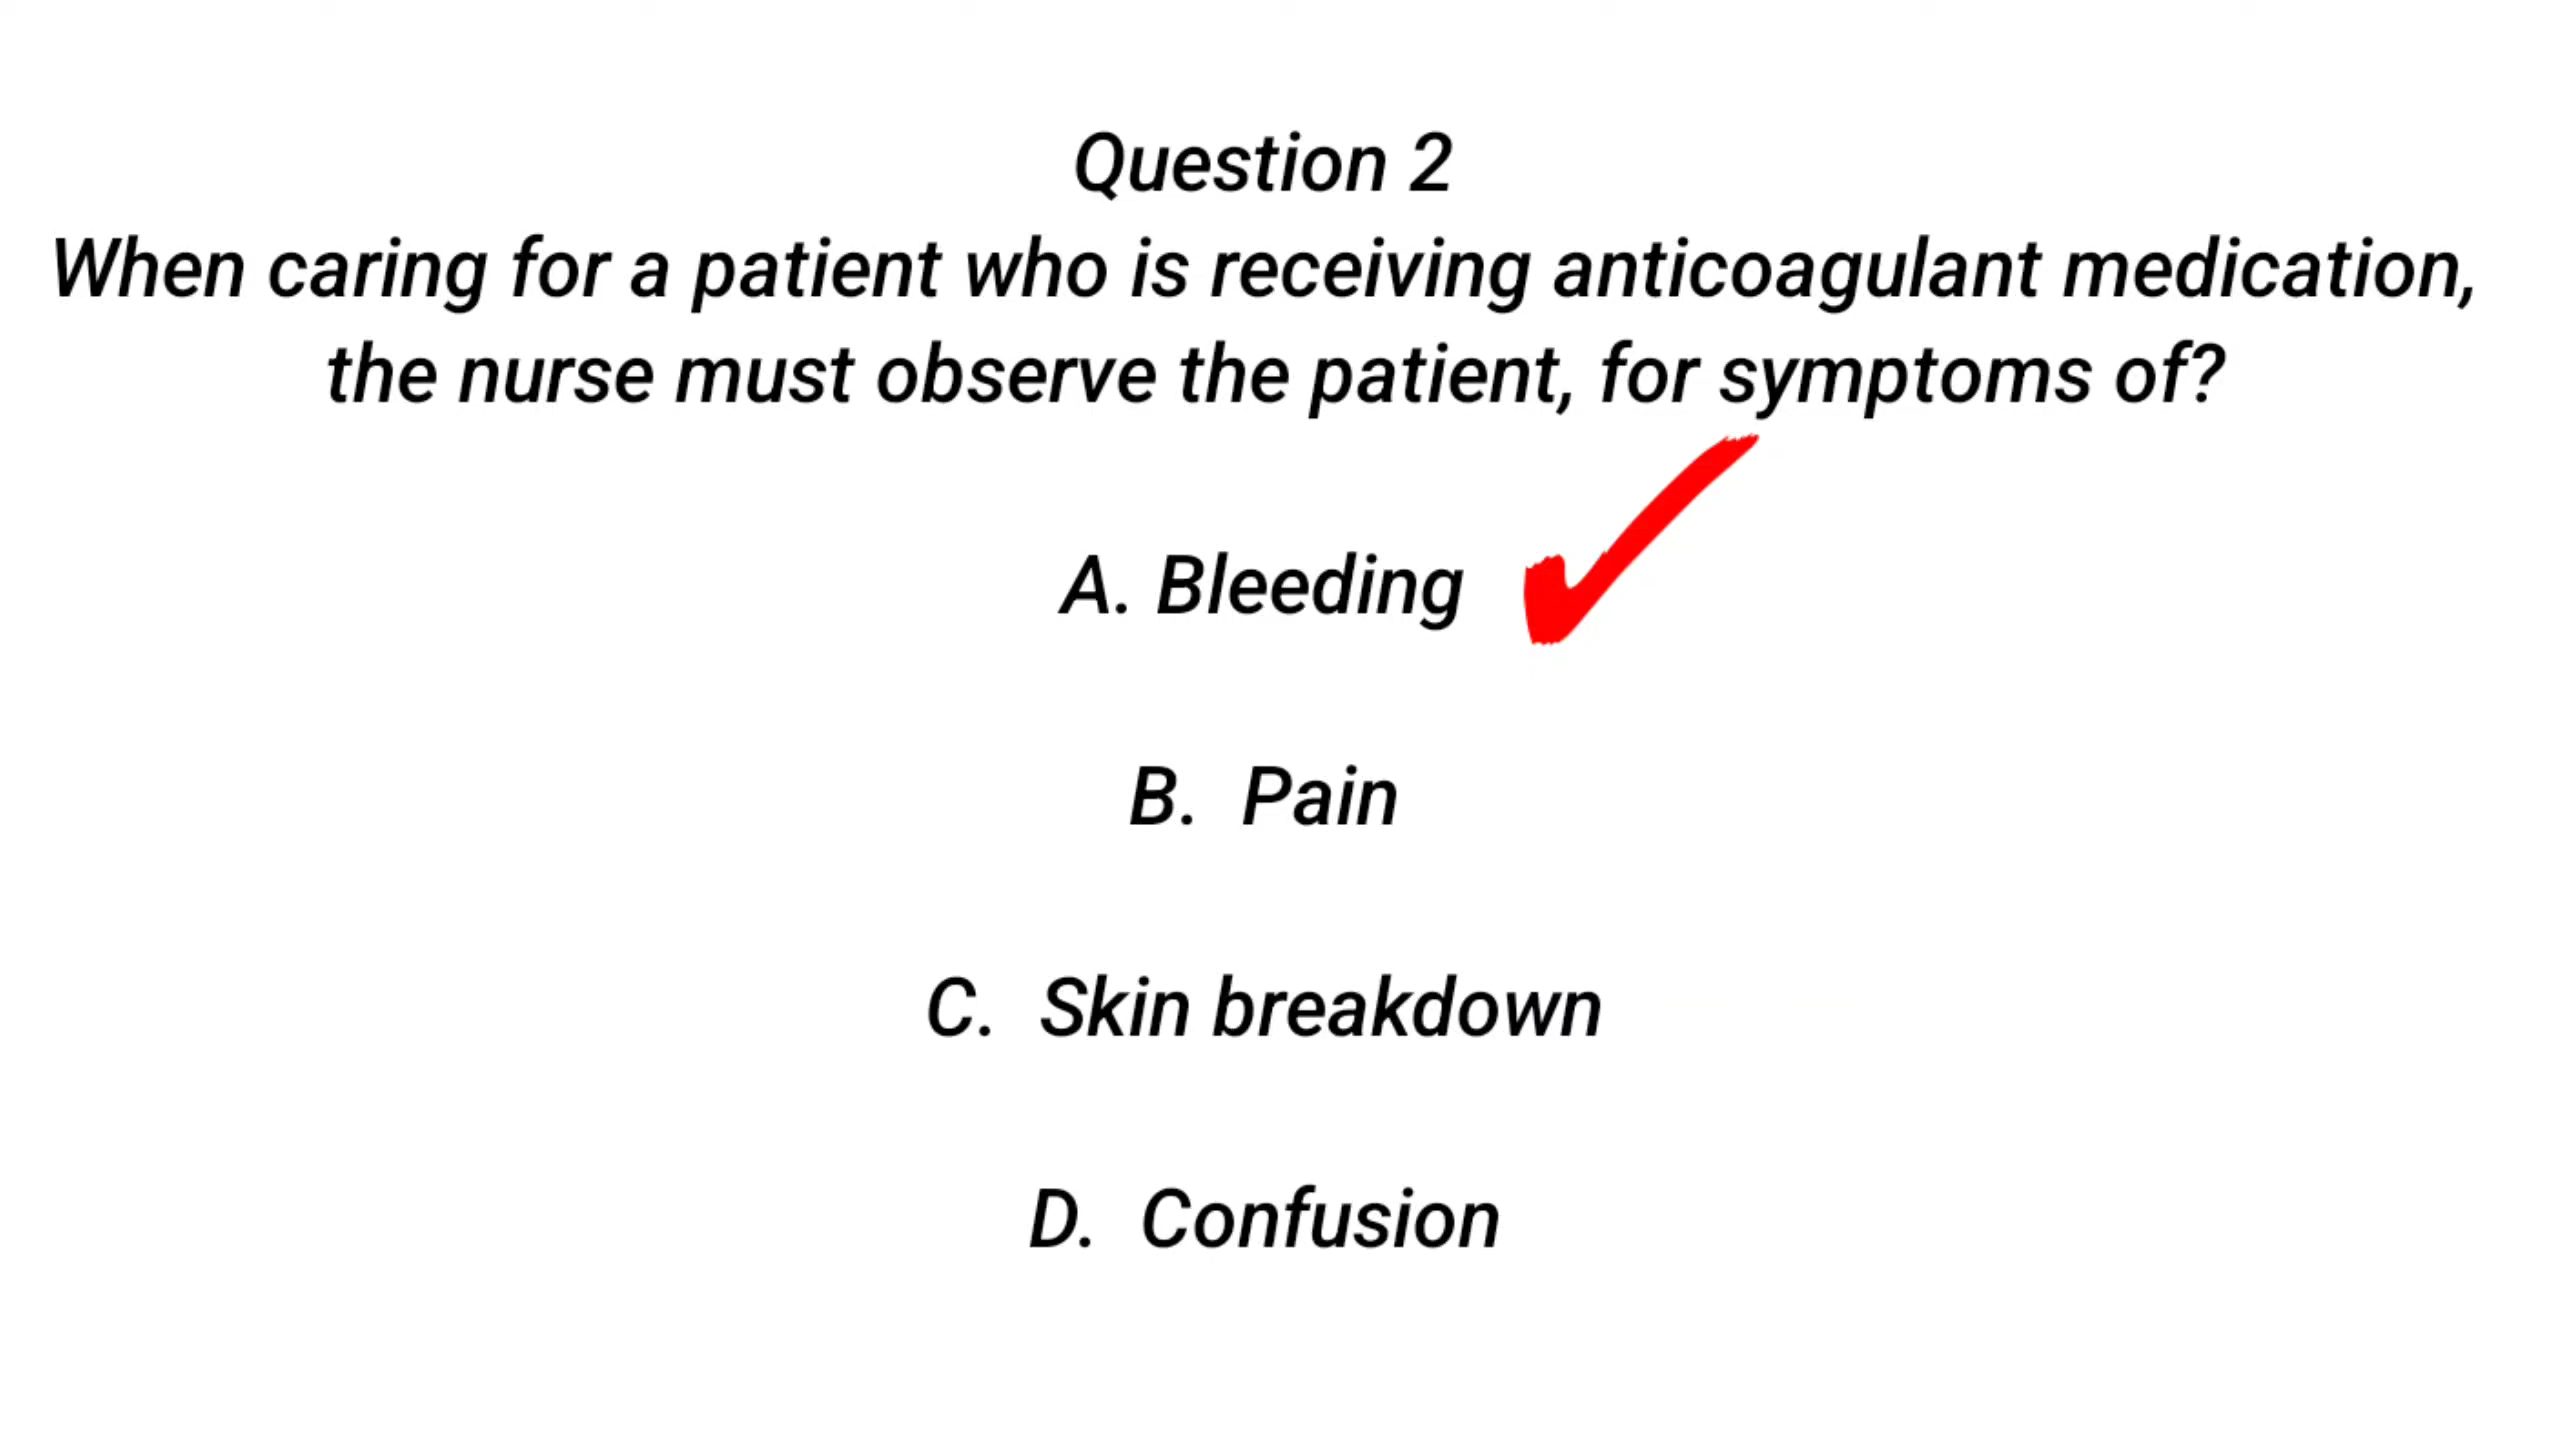 Question 2
When caring for a patient who is receiving anticoagulant medication,
the nurse must observe the patient, for symptoms of?
A. Bleeding
B. Pain
C. Skin breakdown
D. Confusion